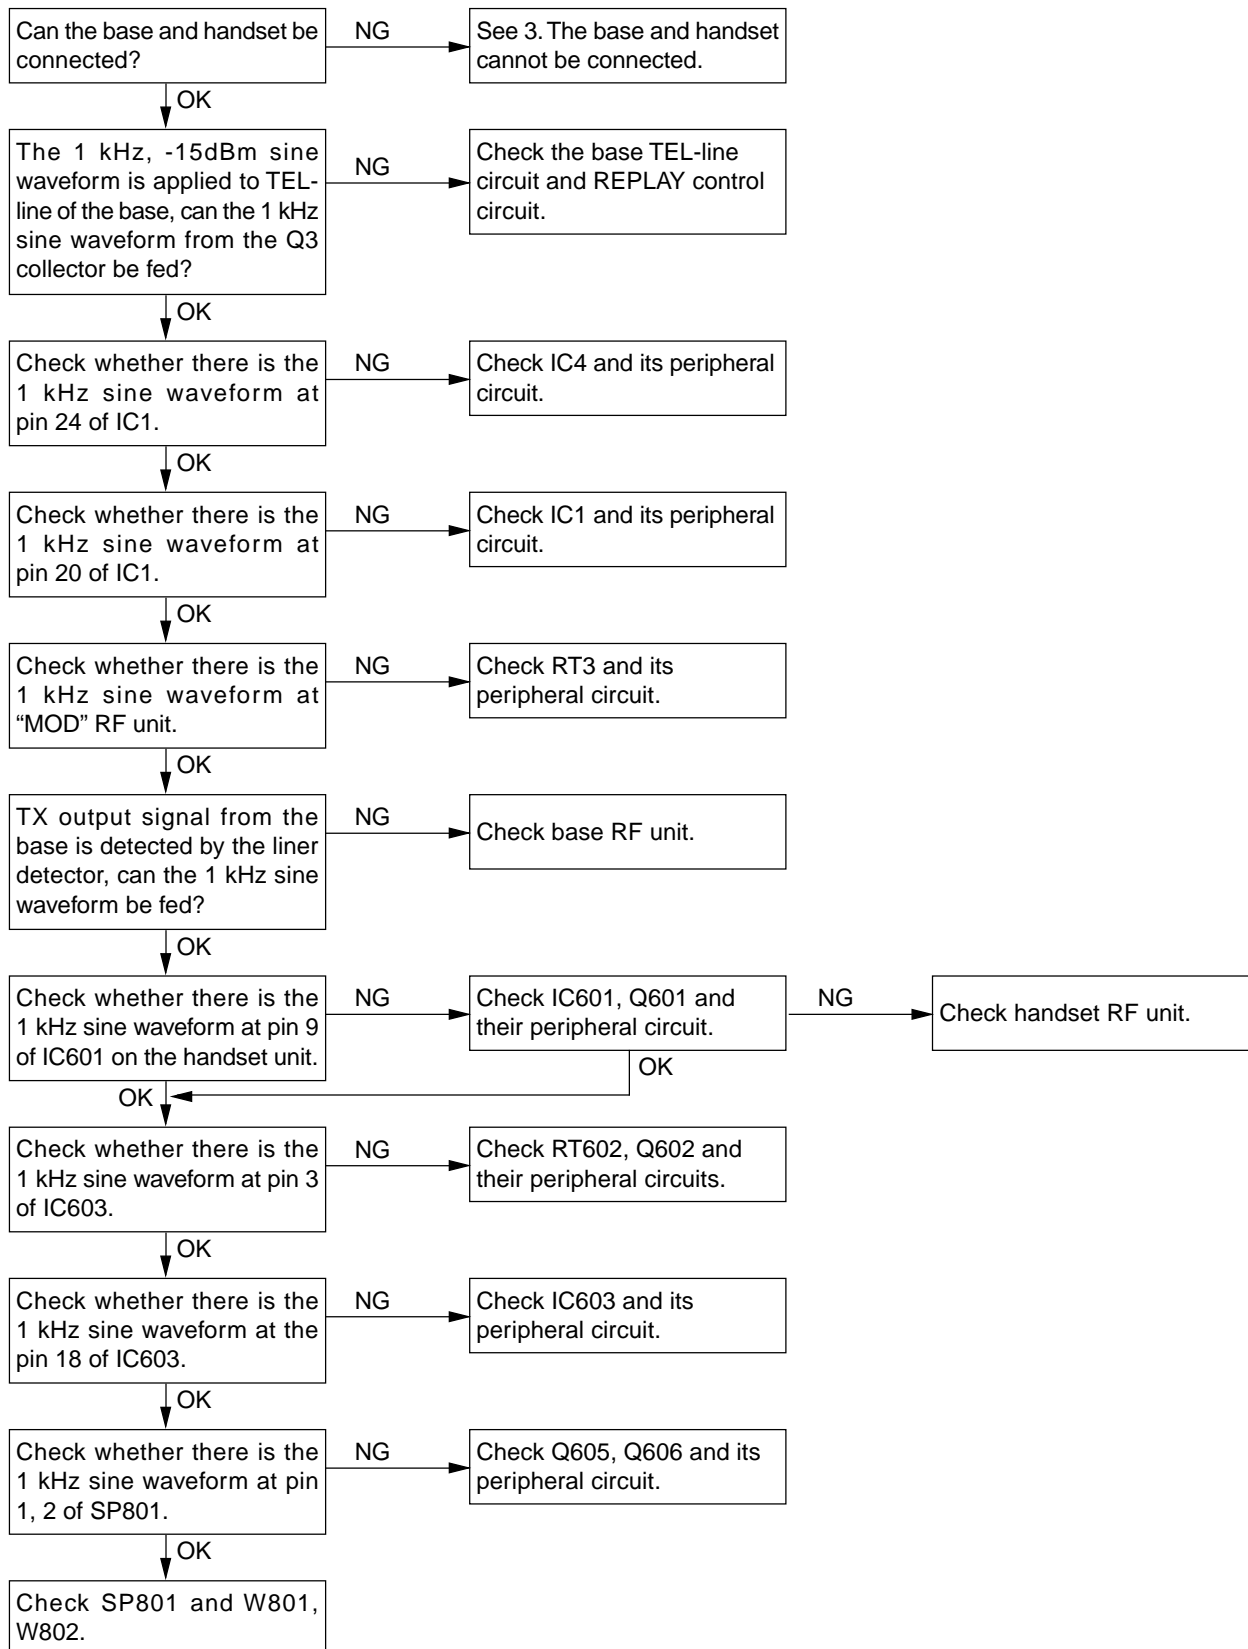 Can the base and handset be
connected?
NG
See 3. The base and handset
cannot be connected.
OK
The 1 kHz, -15dBm sine
waveform is applied to TEL-
line of the base, can the 1 kHz
sine waveform from the Q3
collector be fed?
NG
Check the base TEL-line
circuit and REPLAY control
circuit.
OK
Check whether there is the
1 kHz sine waveform at
pin 24 of IC1.
NG
Check IC4 and its peripheral
circuit.
OK
Check whether there is the
1 kHz sine waveform at
pin 20 of IC1.
NG
Check IC1 and its peripheral
circuit.
OK
Check whether there is the
1 kHz sine waveform at
“MOD” RF unit.
NG
Check RT3 and its
peripheral circuit.
OK
TX output signal from the
base is detected by the liner
detector, can the 1 kHz sine
waveform be fed?
NG
Check base RF unit.
OK
Check whether there is the
1 kHz sine waveform at pin 9
of IC601 on the handset unit.
NG
Check IC601, Q601 and
their peripheral circuit.
NG
Check handset RF unit.
OK
OK
Check whether there is the
1 kHz sine waveform at pin 3
of IC603.
NG
Check RT602, Q602 and
their peripheral circuits.
OK
Check whether there is the
1 kHz sine waveform at the
pin 18 of IC603.
NG
Check IC603 and its
peripheral circuit.
OK
Check whether there is the
1 kHz sine waveform at pin
1, 2 of SP801.
NG
Check Q605, Q606 and its
peripheral circuit.
OK
Check SP801 and W801,
W802.